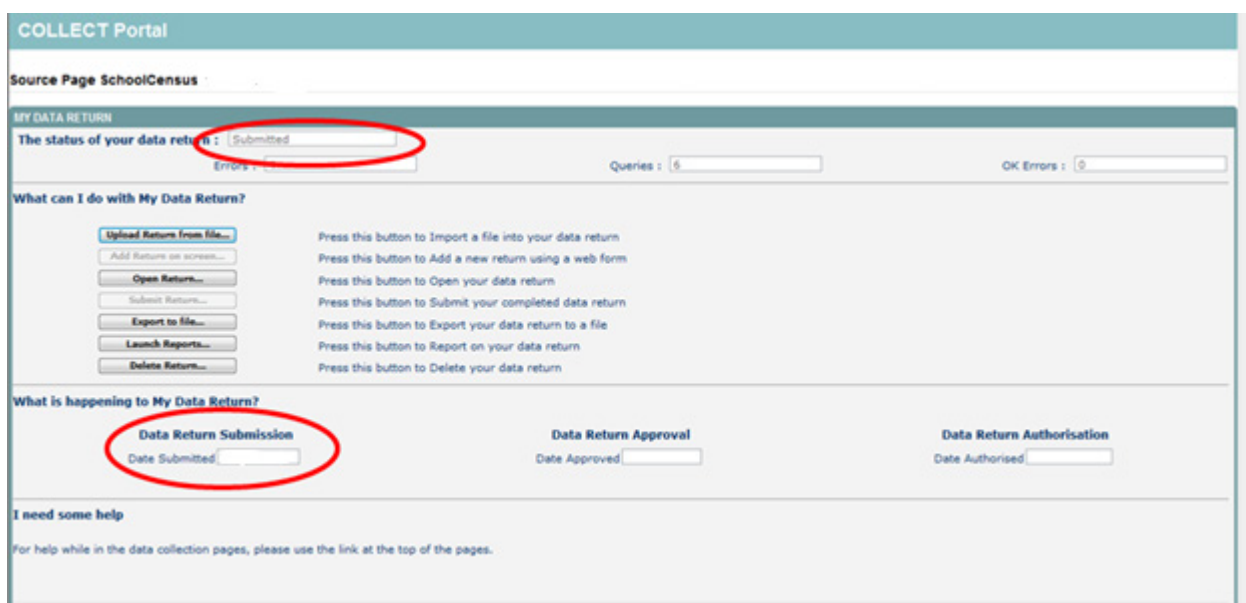 COLLECT Portal
Source Page SchoolCensus
MY DATA RETURN
The status of your data return : Submitted
Errors : Queries : 6 OK Errors : 0
What can I do with My Data Return?
Upload Return from file... Press this button to Import a file into your data return
Add Return on screen... Press this button to Add a new return using a web form
Open Return... Press this button to Open your data return
Submit Return... Press this button to Submit your completed data return
Export to file... Press this button to Export your data return to a file
Launch Reports... Press this button to Report on your data return
Delete Return... Press this button to Delete your data return
What is happening to My Data Return?
Data Return Submission Data Return Approval Data Return Authorisation
Date Submitted Date Approved Date Authorised
I need some help
For help while in the data collection pages, please use the link at the top of the pages.